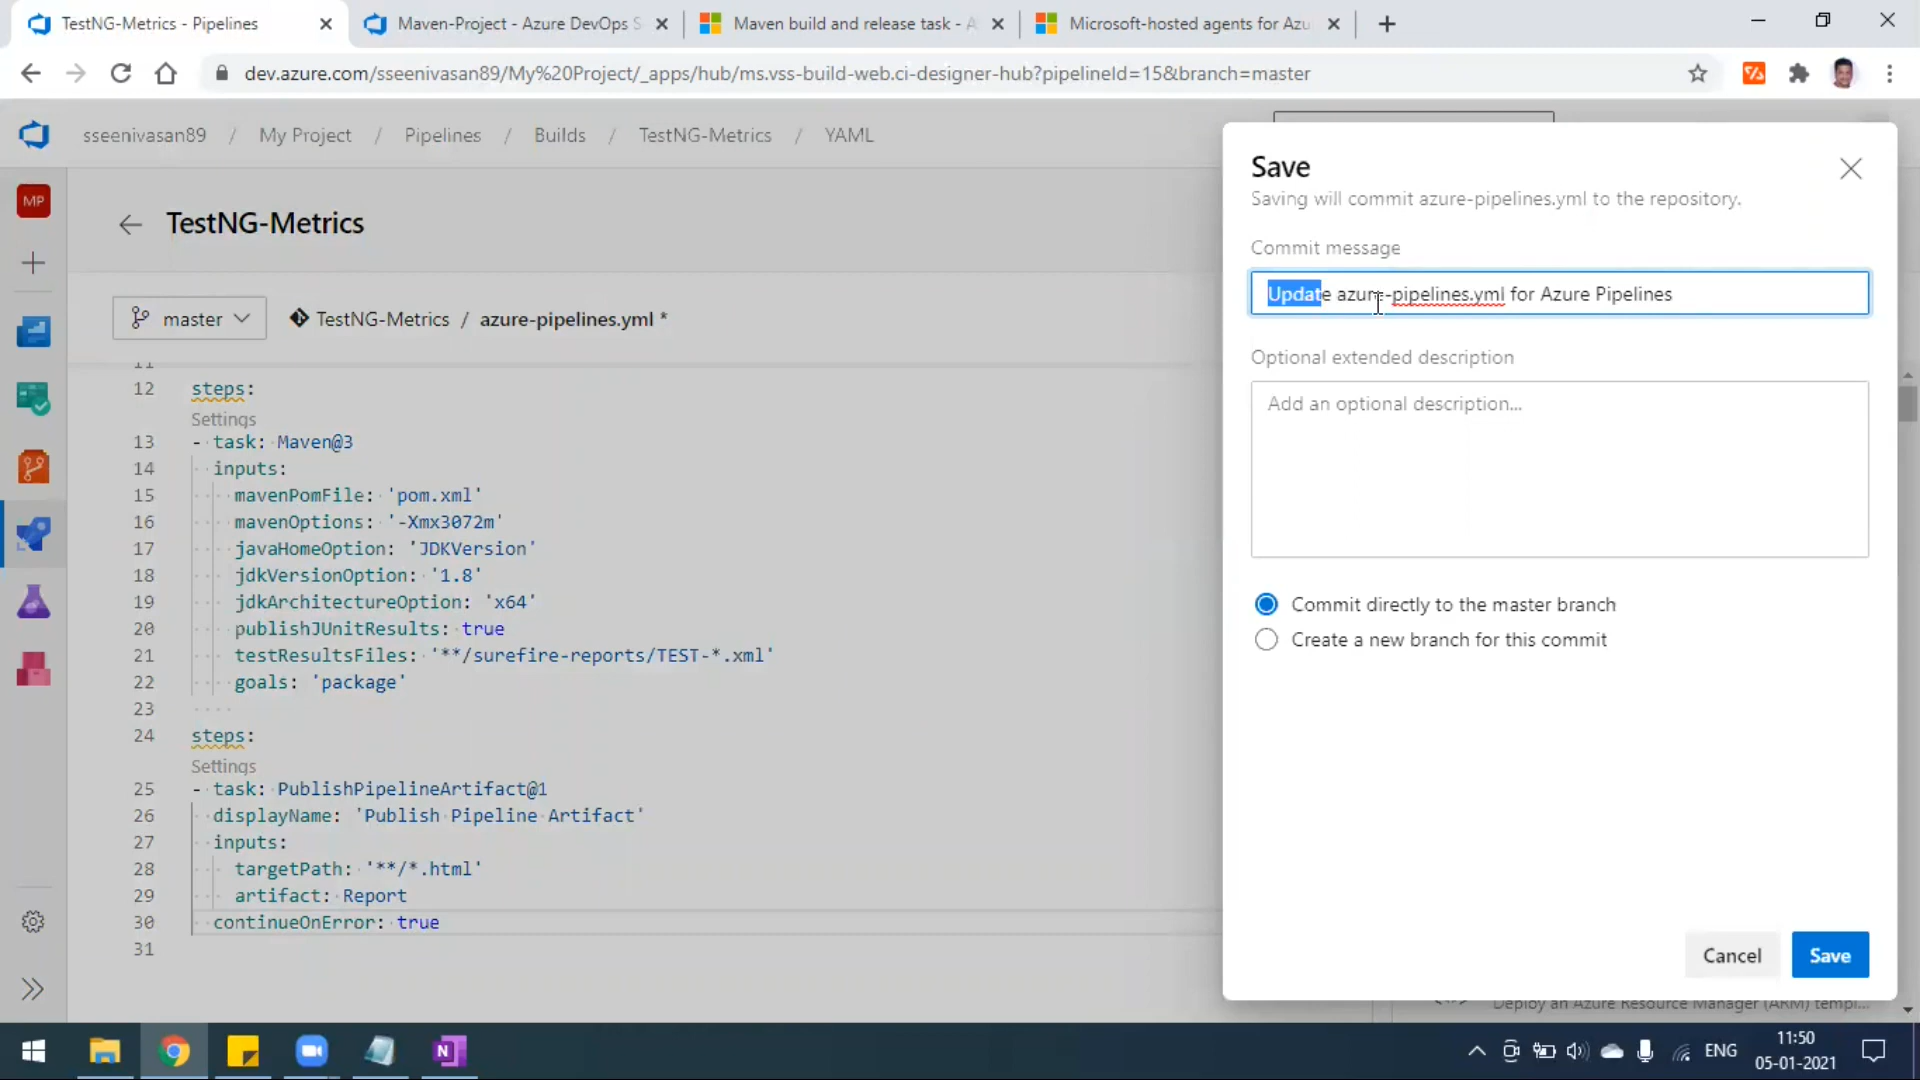 TestNG-Metrics - Pipelines
Maven-Project - Azure DevOps S
Maven build and release task - A
Microsoft-hosted agents for Azu
dev.azure.com/sseenivasan89/My%20Project/_apps/hub/ms.vss-build-web.ci-designer-hub?pipelineId=15&branch=master
sseenivasan89 / My Project / Pipelines / Builds / TestNG-Metrics / YAML
MP
TestNG-Metrics
master
TestNG-Metrics / azure-pipelines.yml *
11
12 steps:
Settings
13 - task: Maven@3
14 inputs:
15 mavenPomFile: 'pom.xml'
16 mavenOptions: '-Xmx3072m'
17 javaHomeOption: 'JDKVersion'
18 jdkVersionOption: '1.8'
19 jdkArchitectureOption: 'x64'
20 publishJUnitResults: true
21 testResultsFiles: '**/surefire-reports/TEST-*.xml'
22 goals: 'package'
23
24 steps:
Settings
25 - task: PublishPipelineArtifact@1
26 displayName: 'Publish Pipeline Artifact'
27 inputs:
28 targetPath: '**/*.html'
29 artifact: Report
30 continueOnError: true
31
Save
Saving will commit azure-pipelines.yml to the repository.
Commit message
Update azure-pipelines.yml for Azure Pipelines
Optional extended description
Add an optional description...
Commit directly to the master branch
Create a new branch for this commit
Cancel
Save
Deploy an Azure Resource Manager (ARM) templ...
N
ENG
11:50
05-01-2021